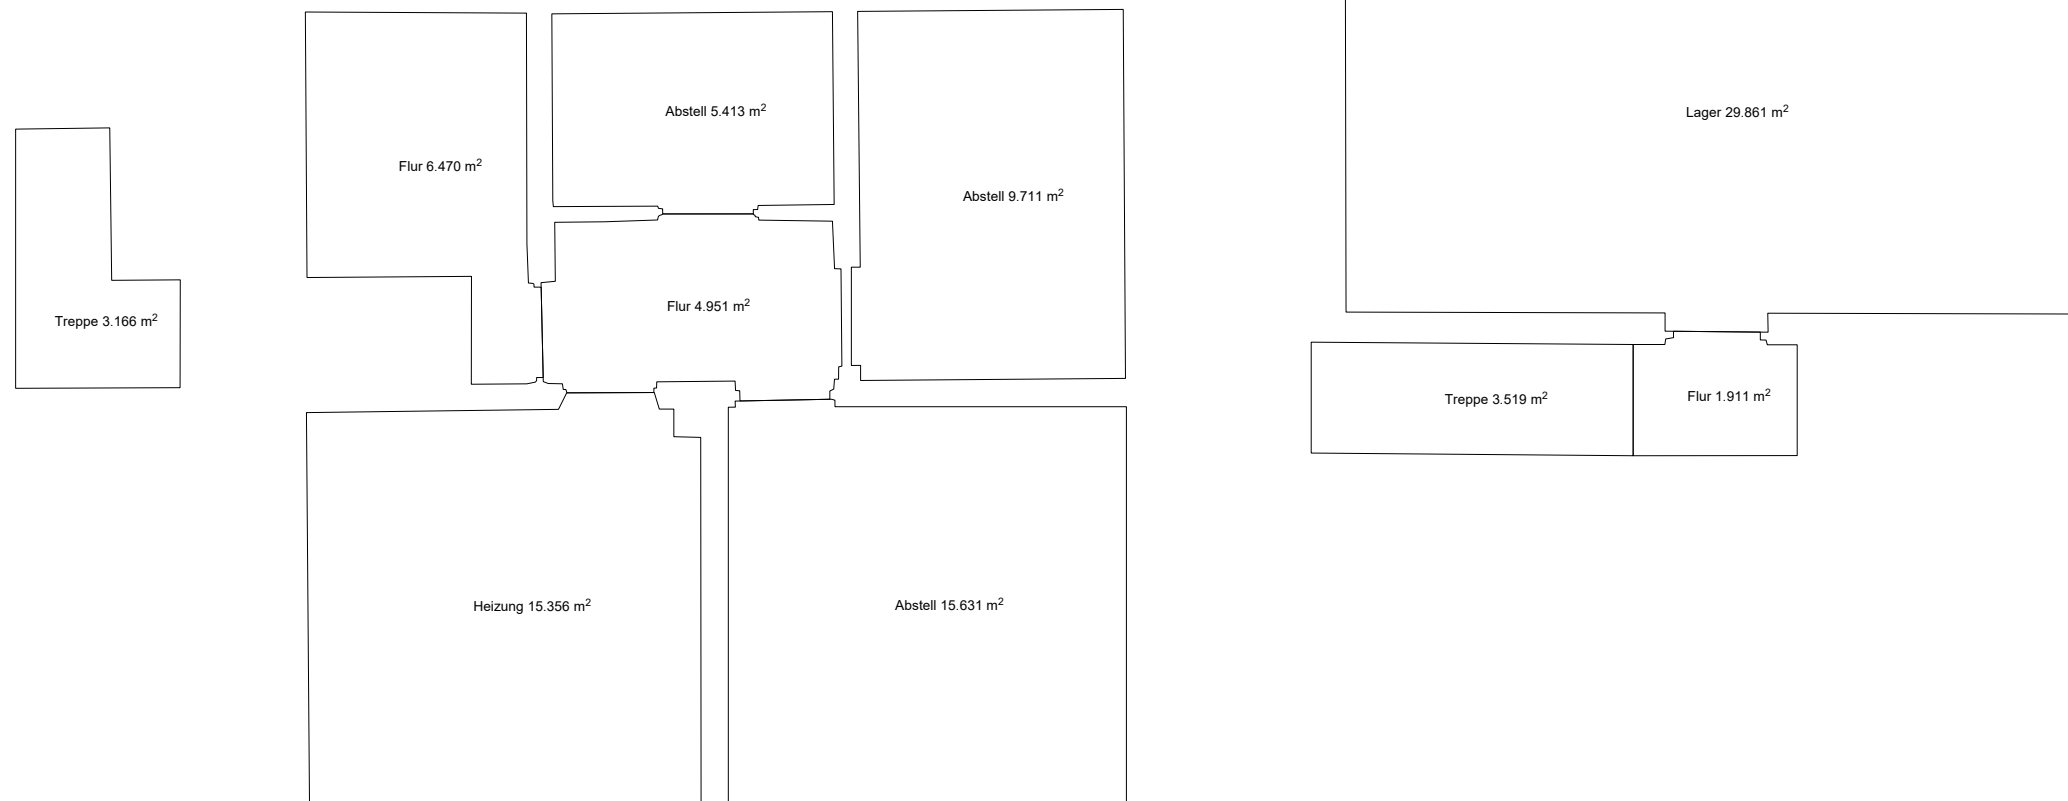 Abstell 5.413 m²
Lager 29.861 m²
Flur 6.470 m²
Abstell 9.711 m²
Flur 4.951 m²
Treppe 3.166 m²
Treppe 3.519 m²
Flur 1.911 m²
Heizung 15.356 m²
Abstell 15.631 m²